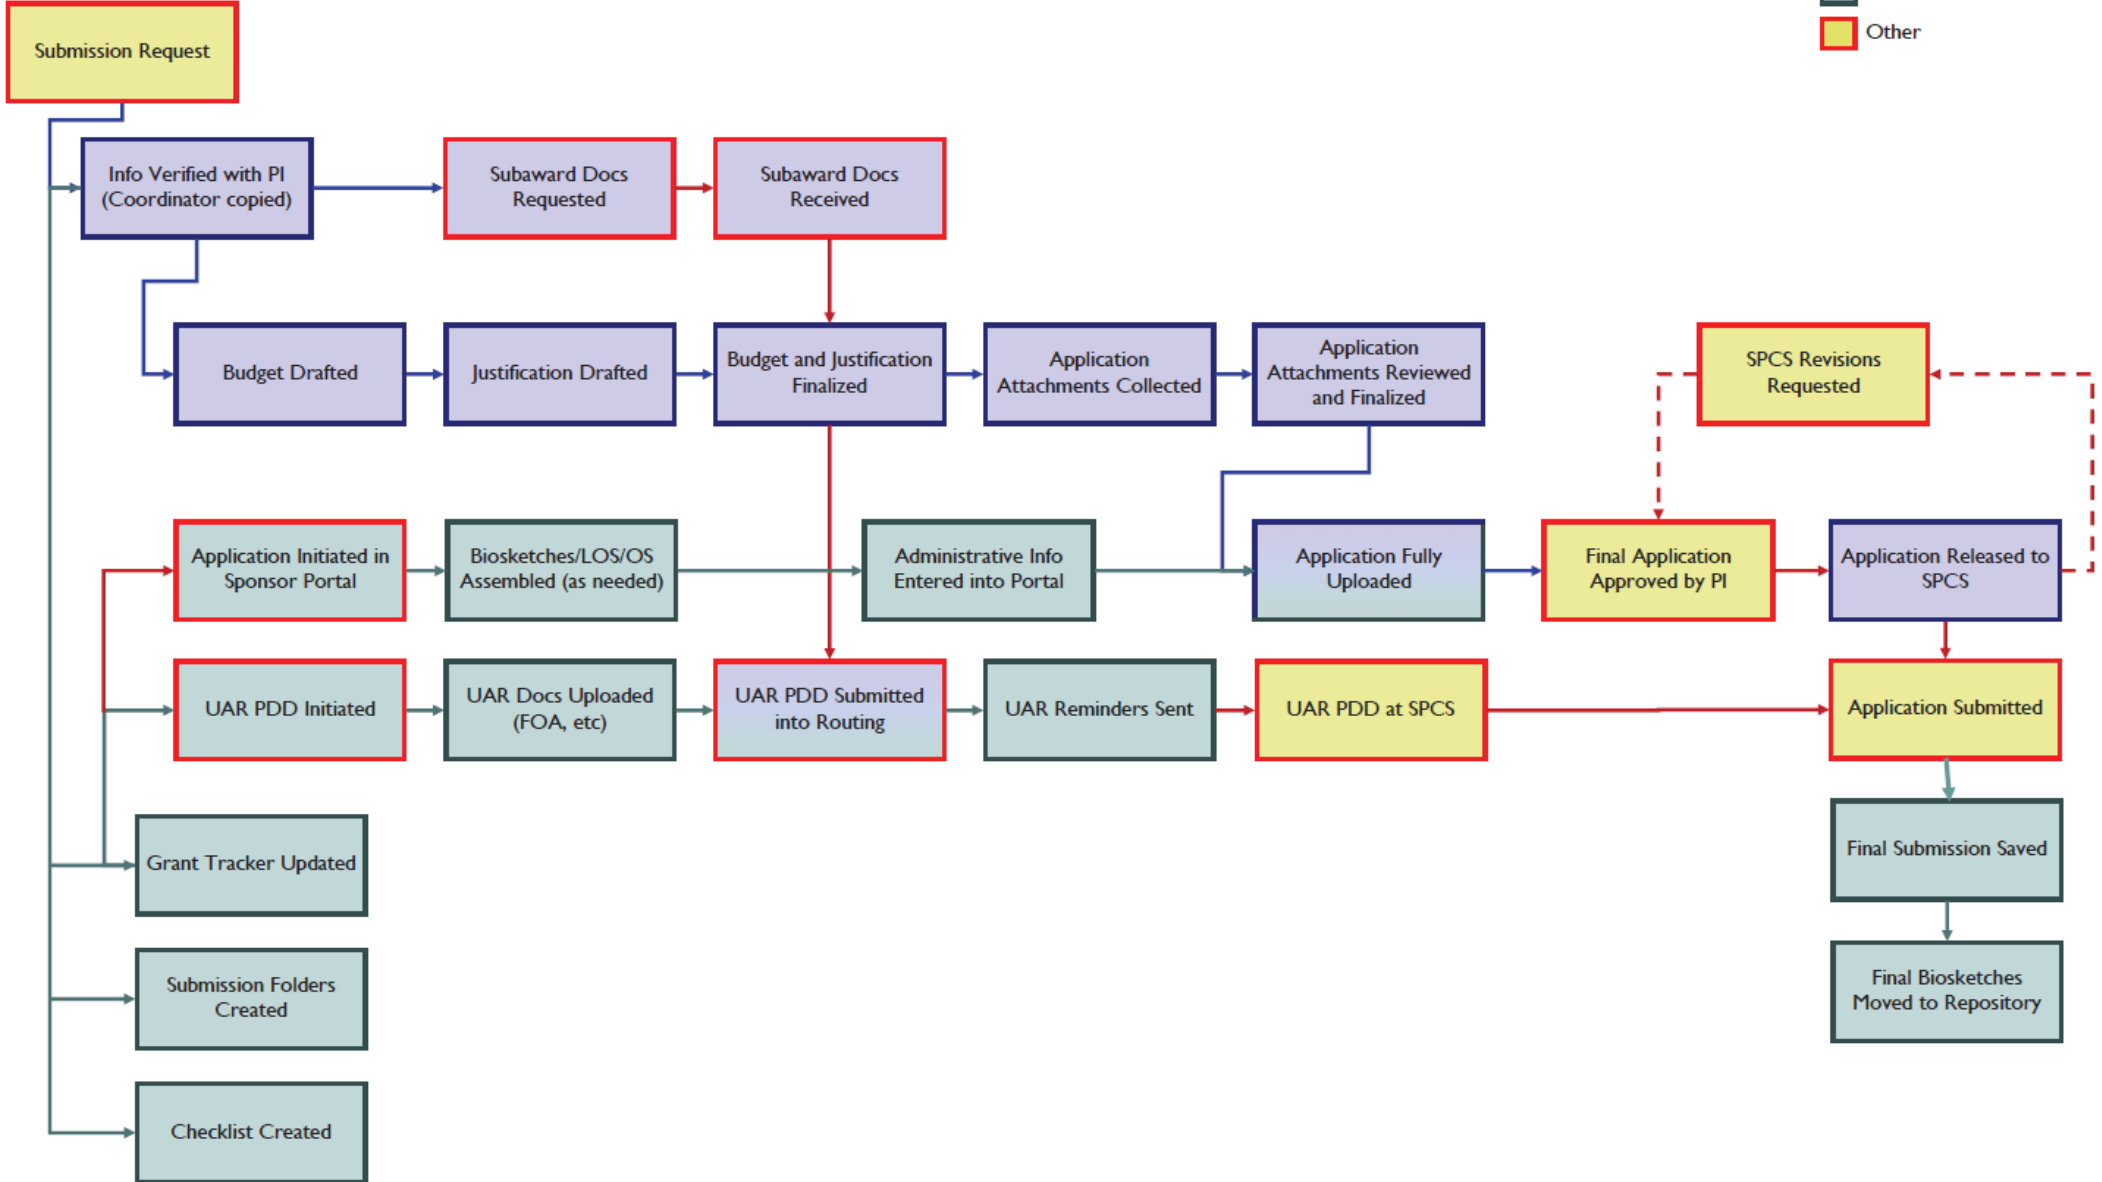 Submission Request
Other
Info Verified with PI
(Coordinator copied)
Subaward Docs
Requested
Subaward Docs
Received
Budget Drafted
Justification Drafted
Budget and Justification
Finalized
Application
Attachments Collected
Application
Attachments Reviewed
and Finalized
SPCS Revisions
Requested
Application Initiated in
Sponsor Portal
Biosketches/LOS/OS
Assembled (as needed)
Administrative Info
Entered into Portal
Application Fully
Uploaded
Final Application
Approved by PI
Application Released to
SPCS
UAR PDD Initiated
UAR Docs Uploaded
(FOA, etc)
UAR PDD Submitted
into Routing
UAR Reminders Sent
UAR PDD at SPCS
Application Submitted
Grant Tracker Updated
Final Submission Saved
Submission Folders
Created
Final Biosketches
Moved to Repository
Checklist Created